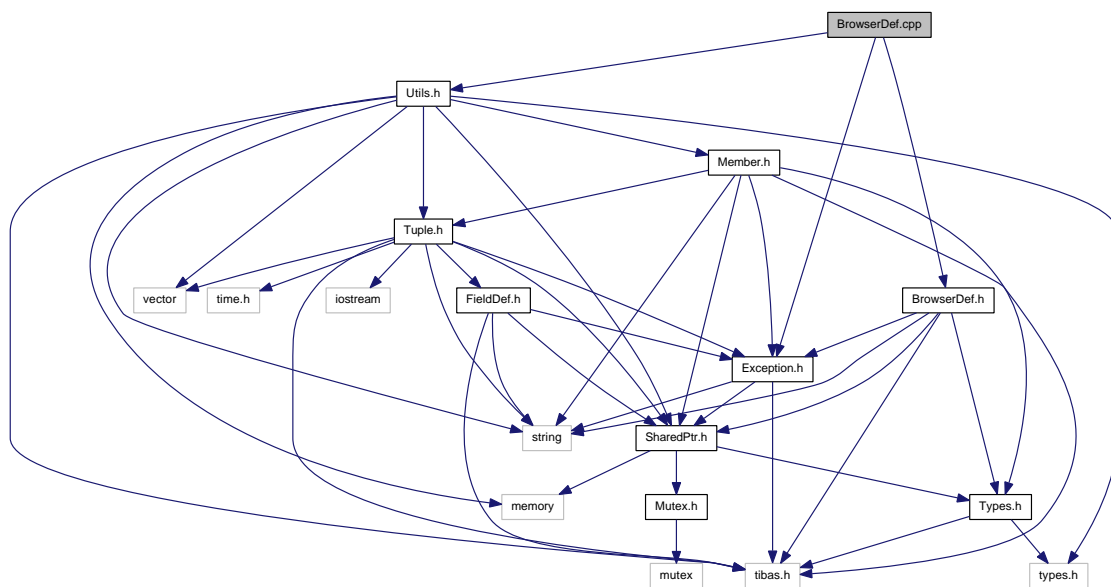 BrowserDef.cpp
Utils.h
Member.h
Tuple.h
vector
time.h
iostream
FieldDef.h
BrowserDef.h
Exception.h
string
SharedPtr.h
memory
Mutex.h
Types.h
mutex
tibas.h
types.h